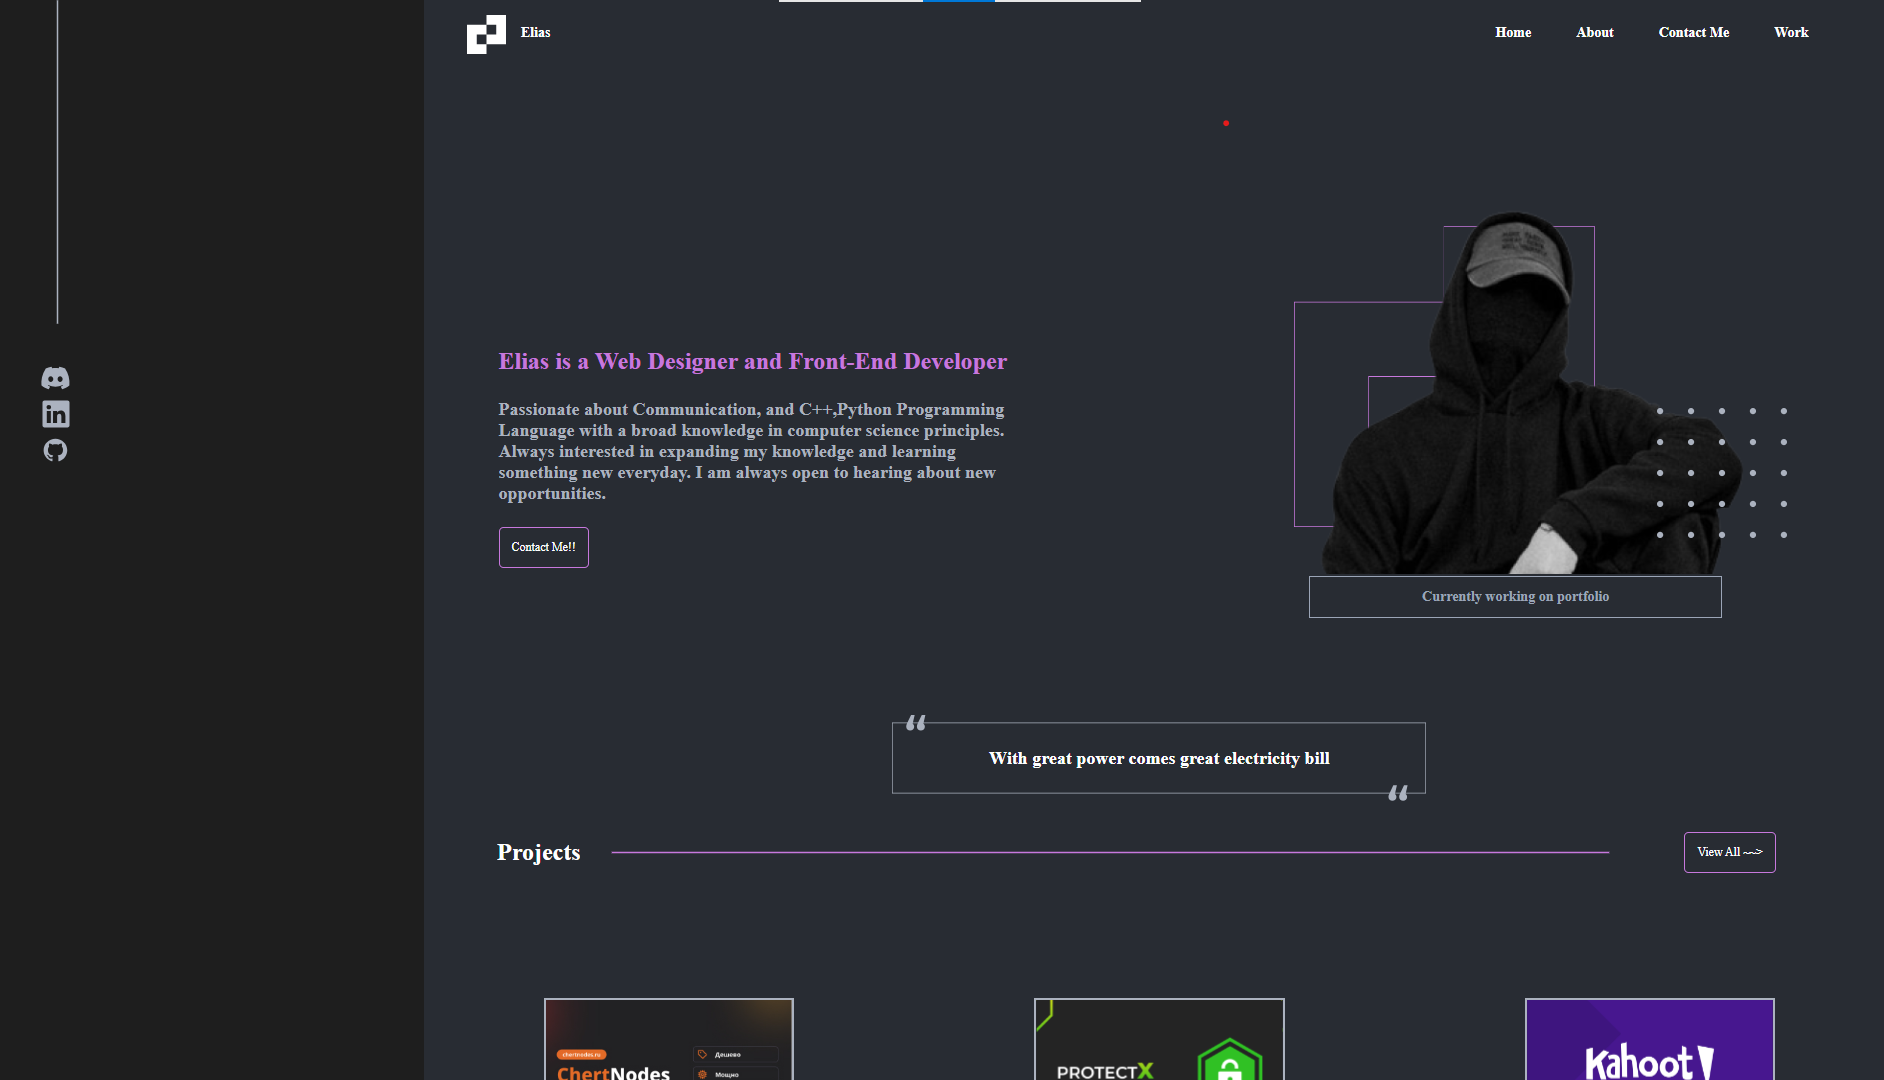 Elias
Home
About
Contact Me
Work
Elias is a Web Designer and Front-End Developer
Passionate about Communication, and C++,Python Programming
Language with a broad knowledge in computer science principles.
Always interested in expanding my knowledge and learning
something new everyday. I am always open to hearing about new
opportunities.
Contact Me!!
Currently working on portfolio
“
With great power comes great electricity bill
“
Projects
View All ~~>
chertnodes.ru
ChertNodes
Дешево
Мощно
PROTECTX
Kahoot!